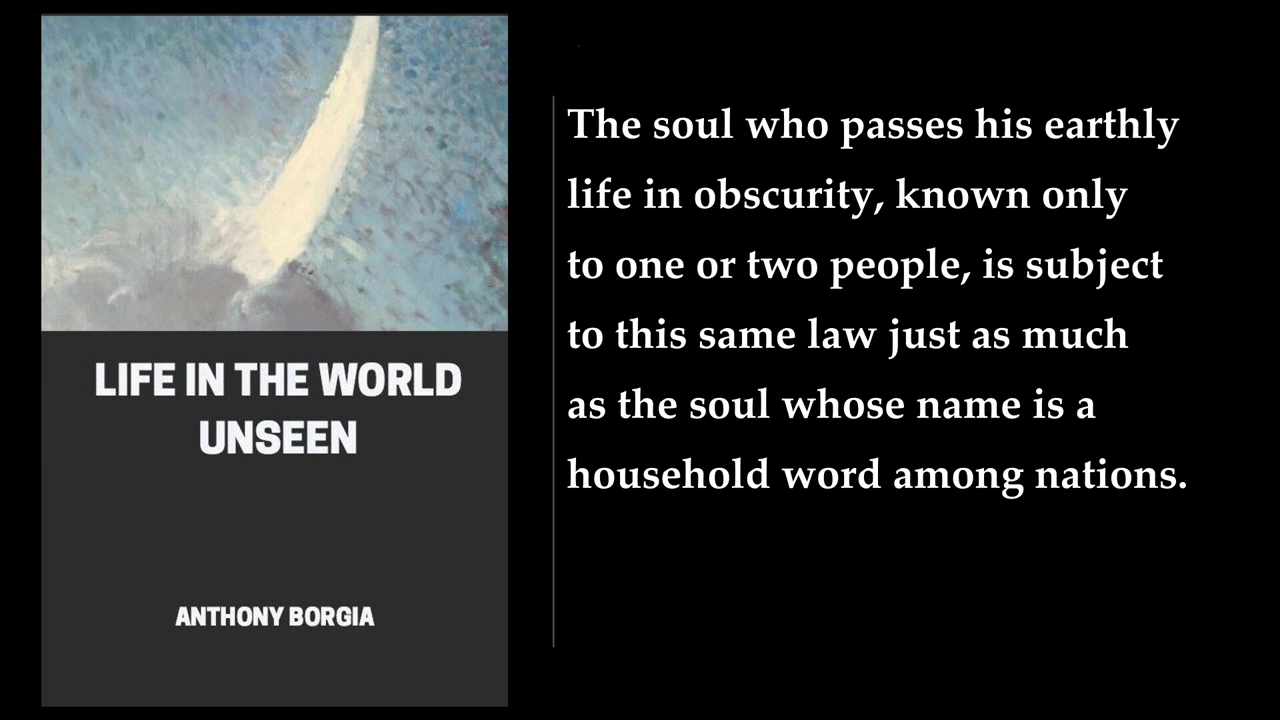 LIFE IN THE WORLD
UNSEEN
ANTHONY BORGIA
The soul who passes his earthly
life in obscurity, known only
to one or two people, is subject
to this same law just as much
as the soul whose name is a
household word among nations.